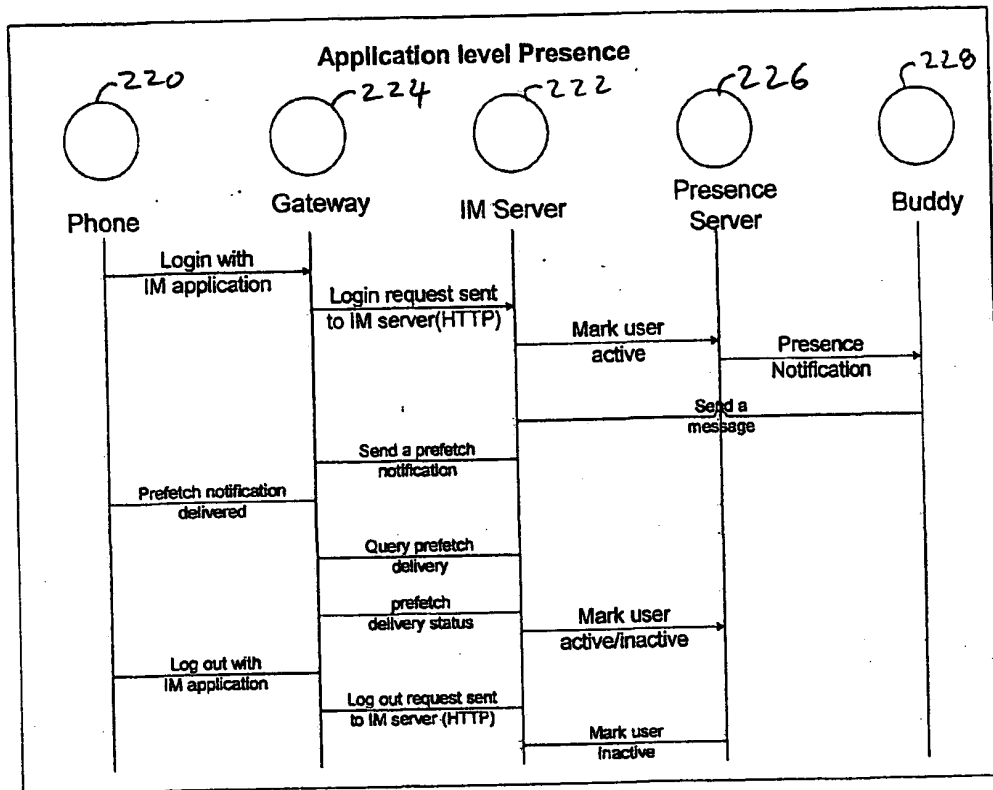 Application level Presence
220
224
222
226
228
Phone
Gateway
IM Server
Presence
Server
Buddy
Login with
IM application
Login request sent
to IM server(HTTP)
Mark user
active
Presence
Notification
Send a
message
Send a prefetch
notification
Prefetch notification
delivered
Query prefetch
delivery
prefetch
delivery status
Mark user
active/inactive
Log out with
IM application
Log out request sent
to IM server (HTTP)
Mark user
inactive